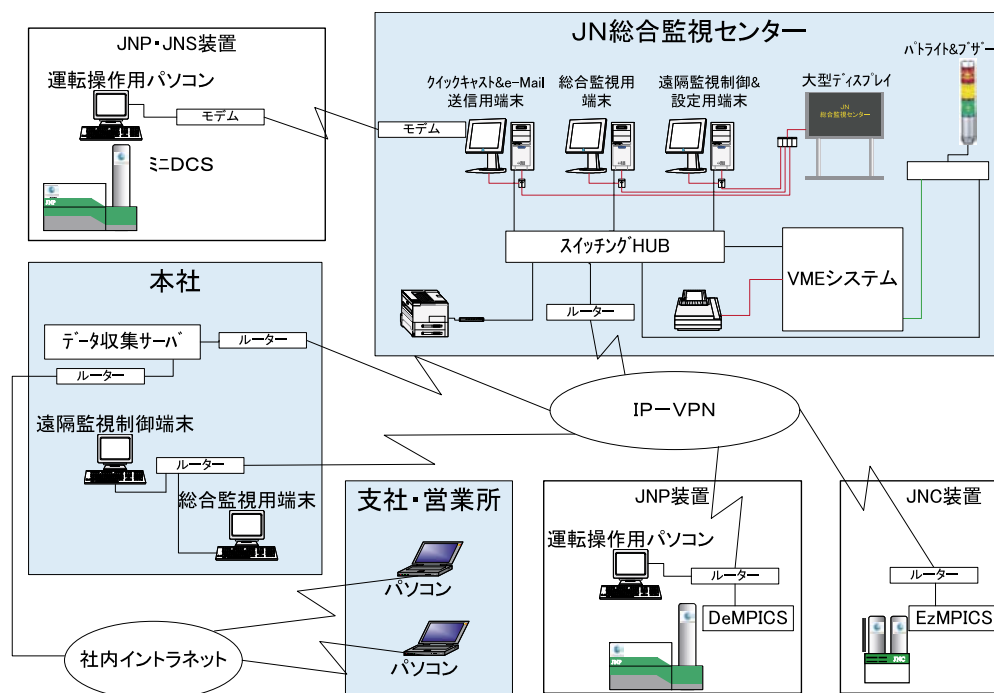 JNP・JNS装置
運転操作用パソコン
モデム
ミニDCS
JNP
JN総合監視センター
クイックキャスト&e-Mail
送信用端末
総合監視用
端末
遠隔監視制御&
設定用端末
大型ディスプレイ
パトライト&ブザー
モデム
JN
総合監視センター
スイッチングHUB
VMEシステム
ルーター
本社
データ収集サーバ
ルーター
ルーター
遠隔監視制御端末
ルーター
総合監視用端末
IP－VPN
支社・営業所
パソコン
パソコン
社内イントラネット
JNP装置
運転操作用パソコン
ルーター
DeMPICS
JNP
JNC装置
ルーター
EzMPICS
JNC